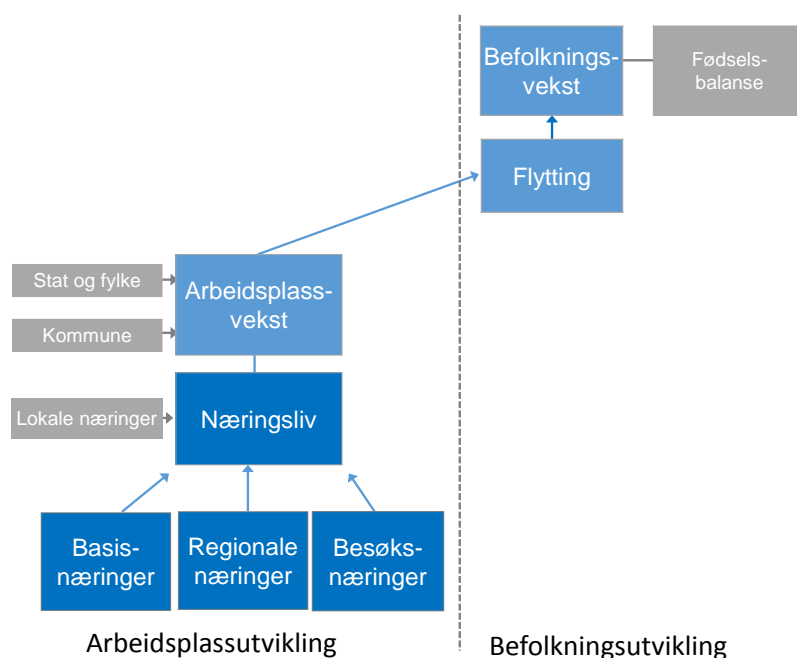 Befolknings-
vekst
Fødsels-
balanse
Flytting
Stat og fylke
Arbeidsplass-
vekst
Kommune
Lokale næringer
Næringsliv
Basis-
næringer
Regionale
næringer
Besøks-
næringer
Arbeidsplassutvikling
Befolkningsutvikling